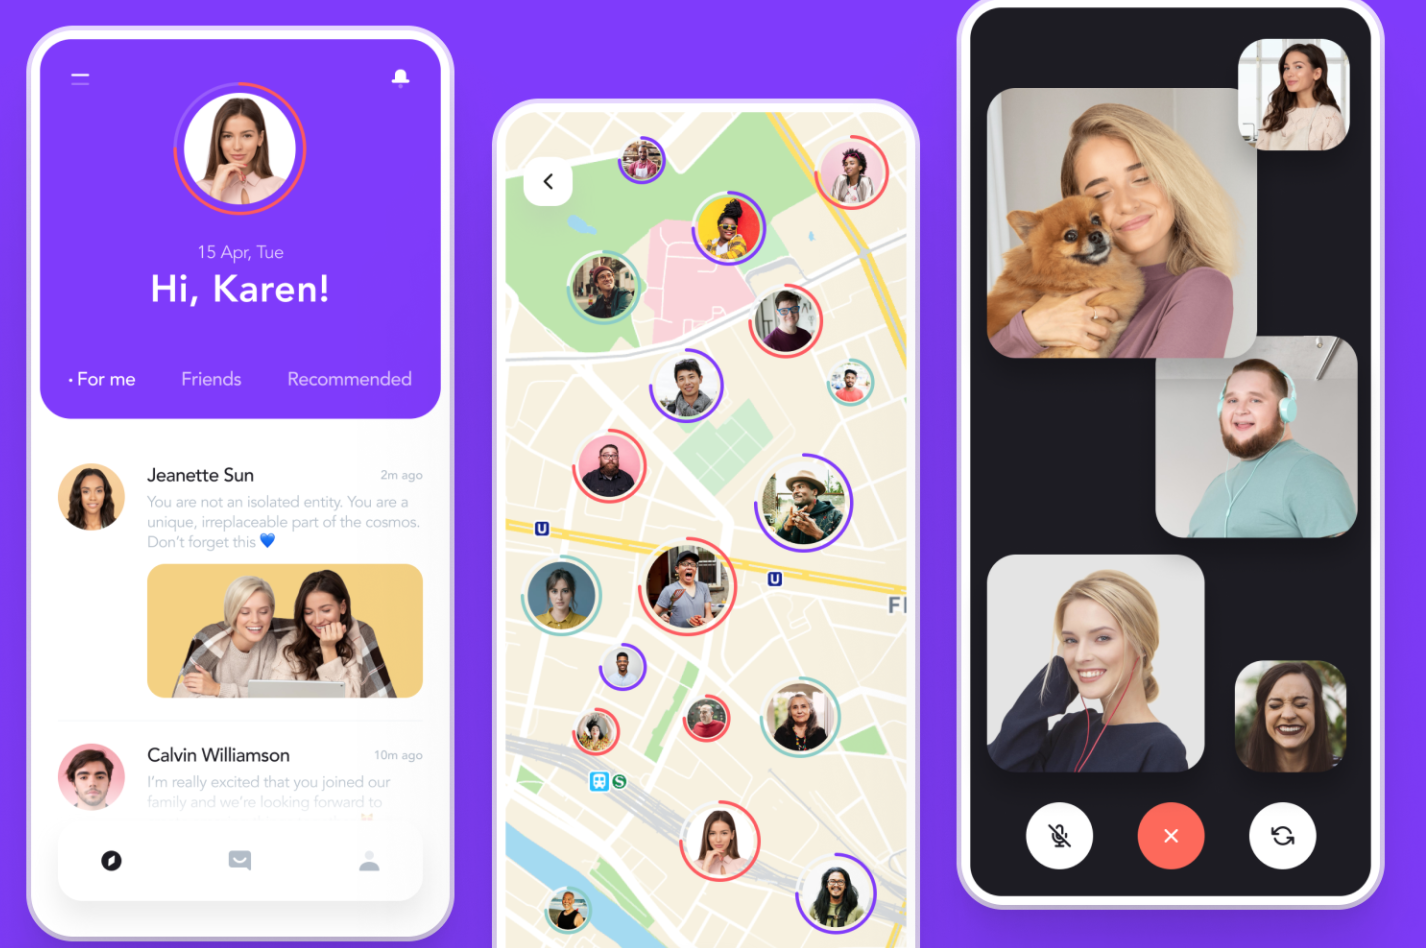 15 Apr, Tue
Hi, Karen!
· For me
Friends
Recommended
Jeanette Sun
2m ago
You are not an isolated entity. You are a
unique, irreplaceable part of the cosmos.
Don't forget this 💙
Calvin Williamson
10m ago
I'm really excited that you joined our
family and we're looking forward to
U
U
FI
S